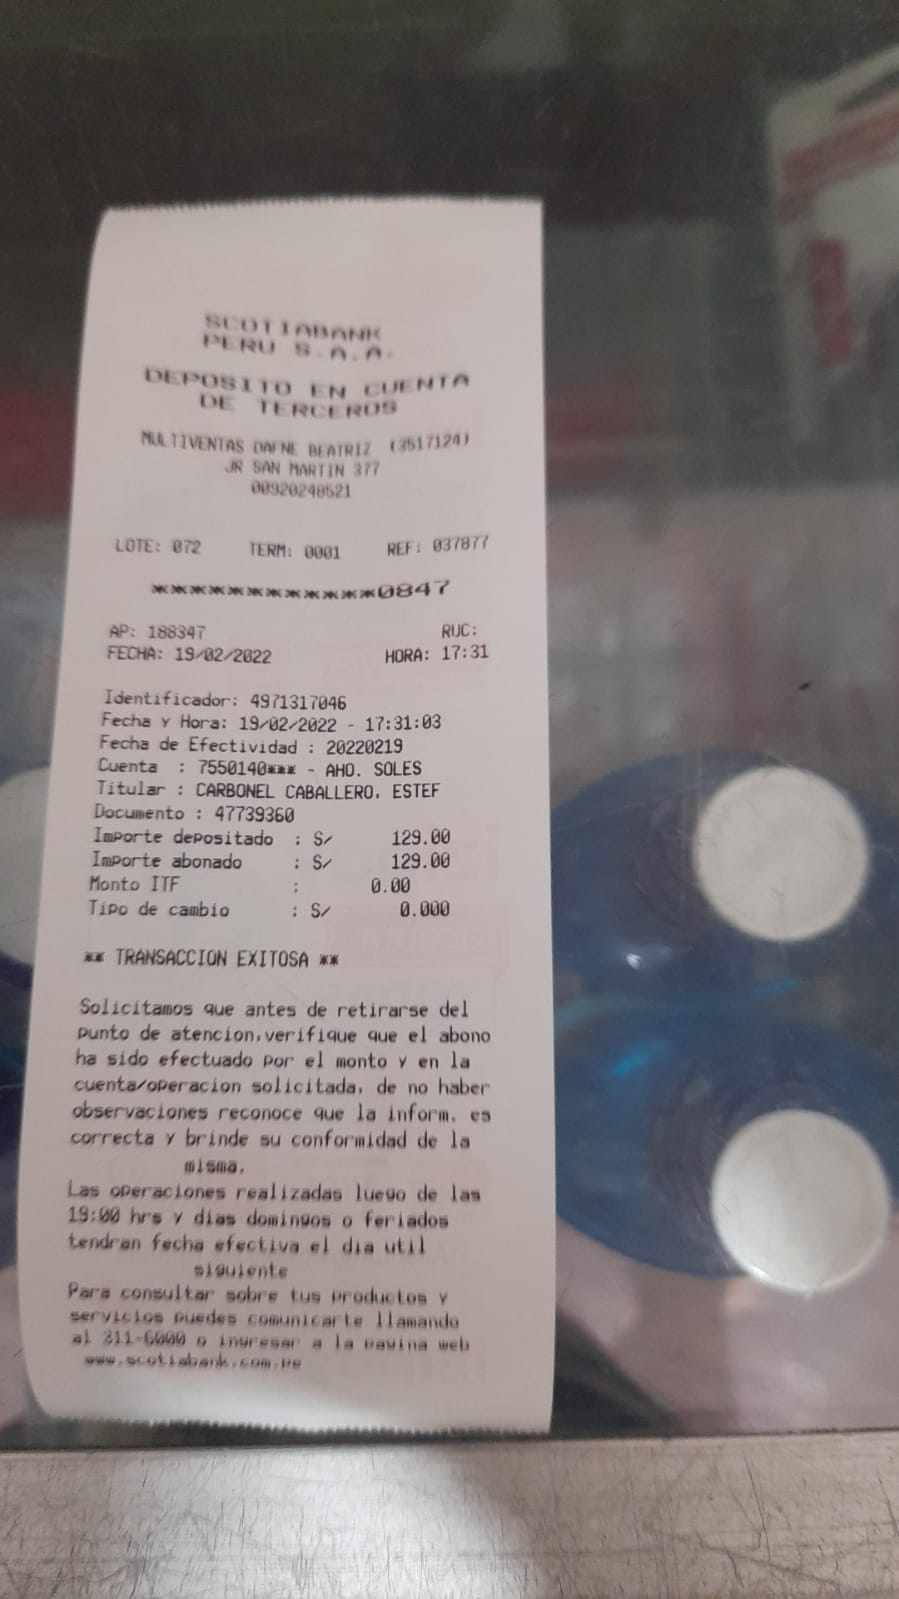 SCOTIABANK
PERU S.A.A.
DEPOSITO EN CUENTA
DE TERCEROS
MULTIVENTAS DAFNE BEATRIZ (3517124)
JR SAN MARTIN 377
00920248521
LOTE: 072 TERM: 0001 REF: 037877
************0847
AP: 188347 RUC:
FECHA: 19/02/2022 HORA: 17:31
Identificador: 4971317046
Fecha y Hora: 19/02/2022 - 17:31:03
Fecha de Efectividad : 20220219
Cuenta : 7550140*** - AHO. SOLES
Titular : CARBONEL CABALLERO, ESTEF
Documento : 47739360
Importe depositado : S/ 129.00
Importe abonado : S/ 129.00
Monto ITF : 0.00
Tipo de cambio : S/ 0.000
** TRANSACCION EXITOSA **
Solicitamos que antes de retirarse del
punto de atencion,verifique que el abono
ha sido efectuado por el monto y en la
cuenta/operacion solicitada, de no haber
observaciones reconoce que la inform. es
correcta y brinde su conformidad de la
misma.
Las operaciones realizadas luego de las
19:00 hrs y dias domingos o feriados
tendran fecha efectiva el dia util
siguiente
Para consultar sobre tus productos y
servicios puedes comunicarte llamando
al 311-6000 o ingresar a la pagina web
www.scotiabank.com.pe